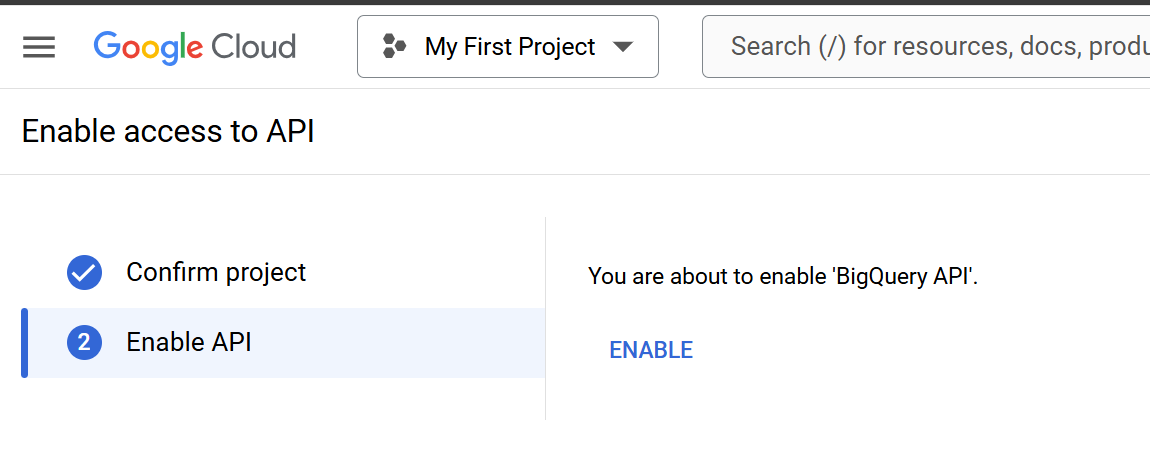 Google Cloud
My First Project
Search (/) for resources, docs, produ
Enable access to API
Confirm project
2 Enable API
You are about to enable 'BigQuery API'.
ENABLE